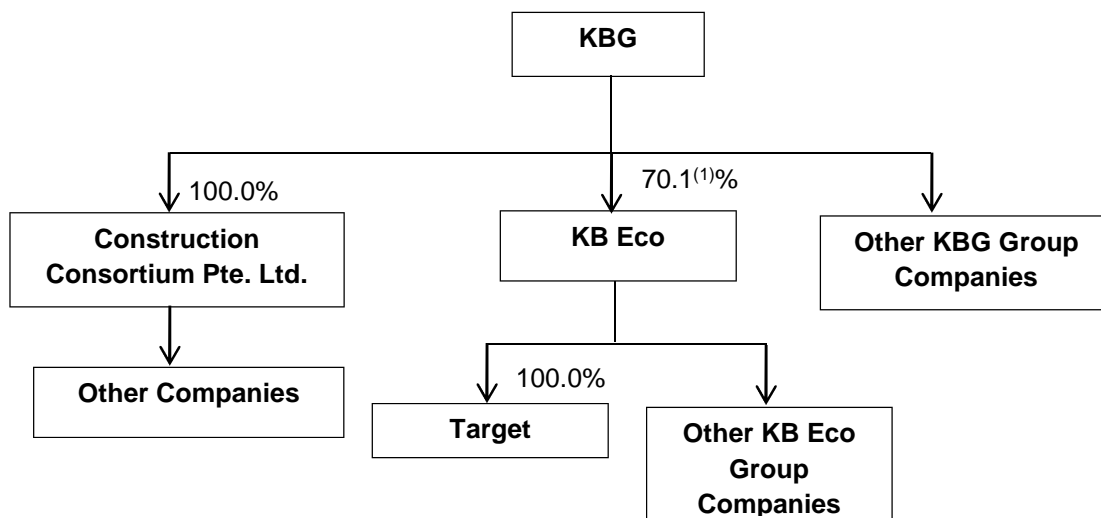 KBG
100.0%
70.1(1)%
Construction
Consortium Pte. Ltd.
KB Eco
Other KBG Group
Companies
Other Companies
100.0%
Target
Other KB Eco
Group
Companies